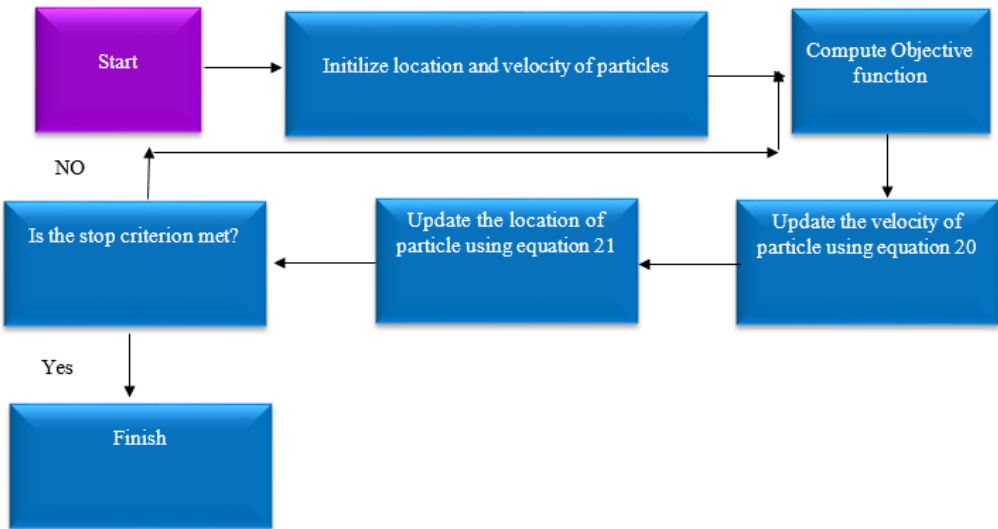 Start
Initilize location and velocity of particles
Compute Objective
function
NO
Is the stop criterion met?
Update the location of
particle using equation 21
Update the velocity of
particle using equation 20
Yes
Finish